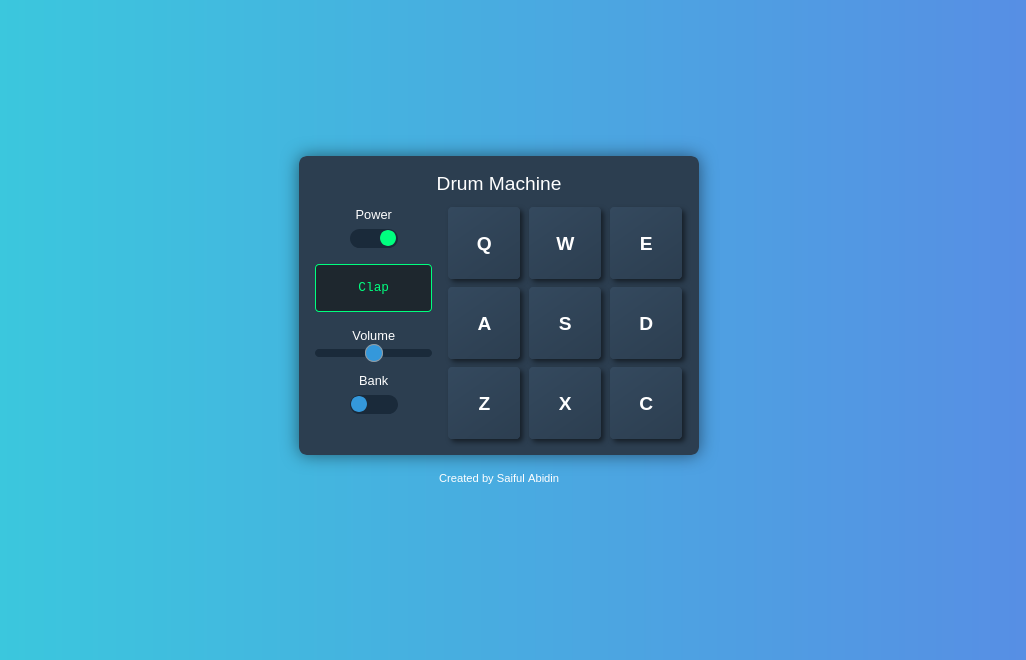 Drum Machine
Power
Clap
Volume
Bank
Q W E
A S D
Z X C
Created by Saiful Abidin